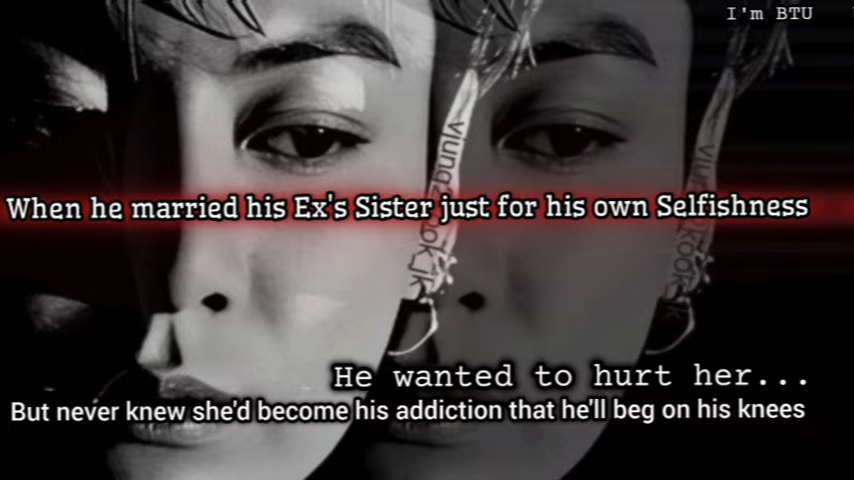 I'm BTU
When he married his Ex's Sister just for his own Selfishness
He wanted to hurt her...
But never knew she'd become his addiction that he'll beg on his knees